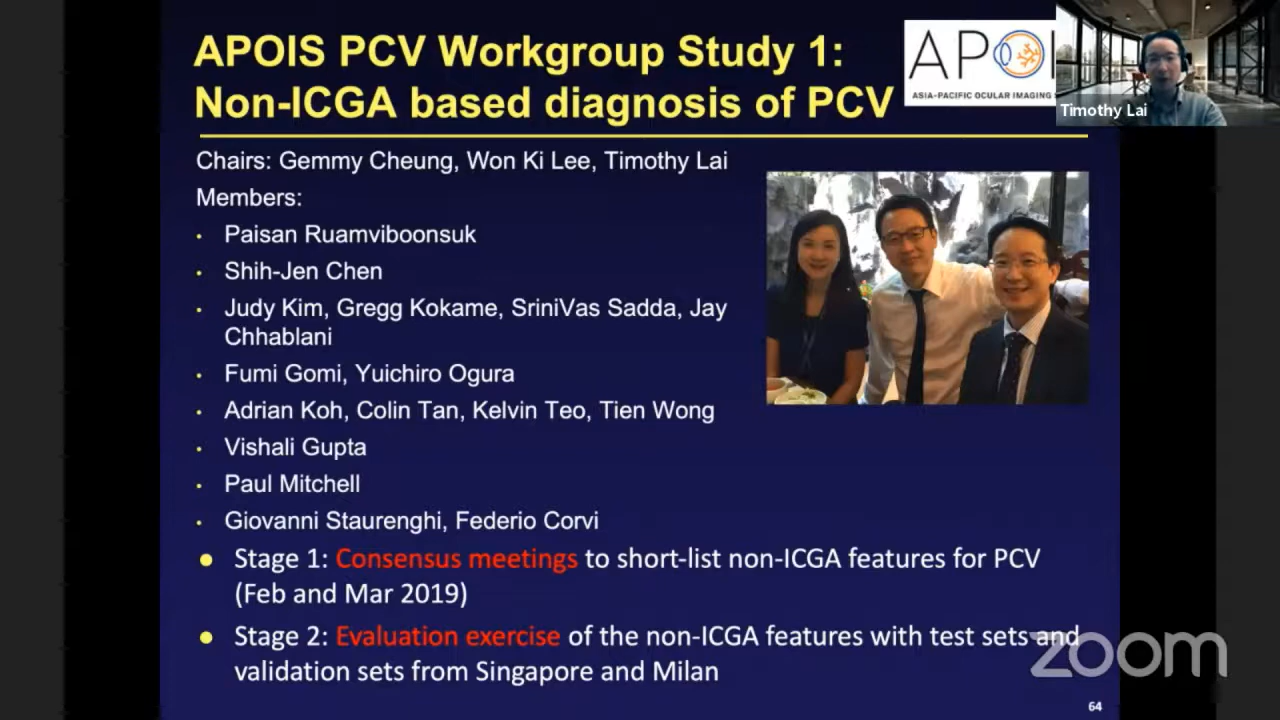 APOIS PCV Workgroup Study 1:
Non-ICGA based diagnosis of PCV
APOI
ASIA-PACIFIC OCULAR IMAGING
Timothy Lai
Chairs: Gemmy Cheung, Won Ki Lee, Timothy Lai
Members:
• Paisan Ruamviboonsuk
• Shih-Jen Chen
• Judy Kim, Gregg Kokame, SriniVas Sadda, Jay
Chhablani
• Fumi Gomi, Yuichiro Ogura
• Adrian Koh, Colin Tan, Kelvin Teo, Tien Wong
• Vishali Gupta
• Paul Mitchell
• Giovanni Staurenghi, Federio Corvi
• Stage 1: Consensus meetings to short-list non-ICGA features for PCV
(Feb and Mar 2019)
• Stage 2: Evaluation exercise of the non-ICGA features with test sets and
validation sets from Singapore and Milan
zoom
64